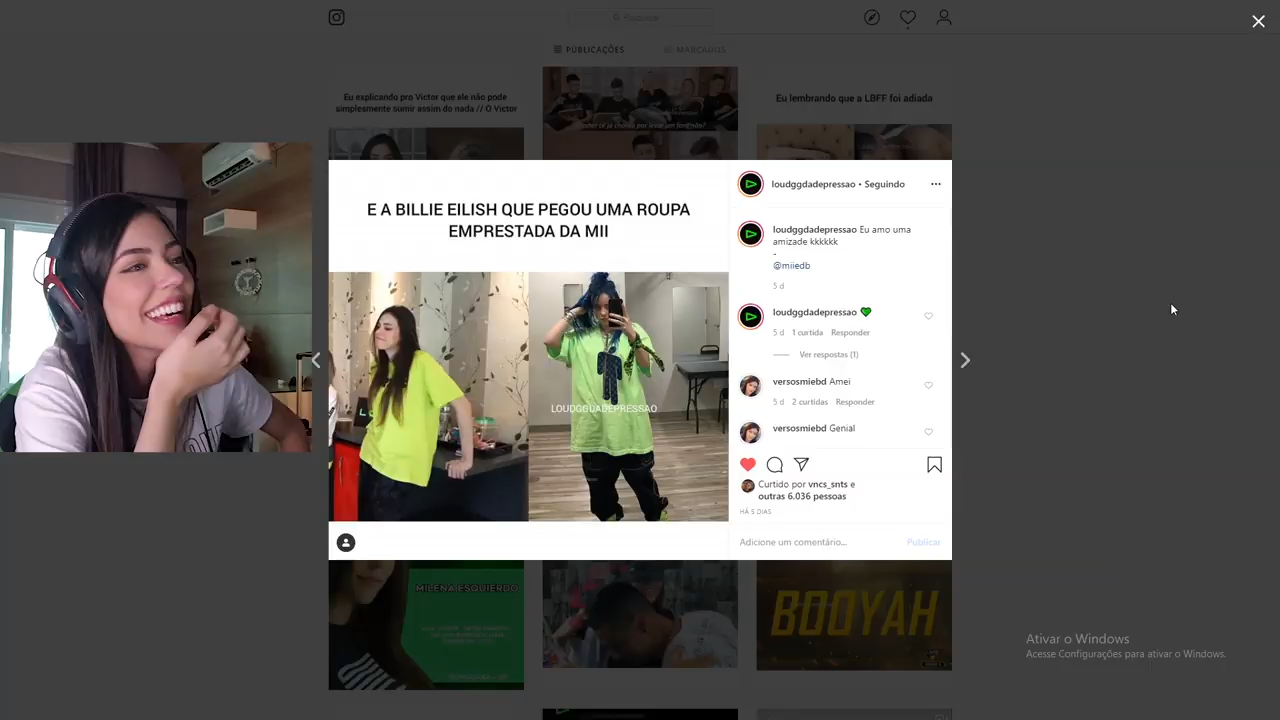 Pesquisar
PUBLICAÇÕES
MARCADOS
Eu explicando pro Victor que ele não pode
simplesmente sumir assim do nada // O Victor
Eu lembrando que a LBFF foi adiada
E A BILLIE EILISH QUE PEGOU UMA ROUPA
EMPRESTADA DA MII
LOUDGGDADEPRESSAO
loudggdadepressao • Seguindo
loudggdadepressao Eu amo uma
amizade kkkkkk
-
@miiedb
5 d
loudggdadepressao 💚
5 d 1 curtida Responder
Ver respostas (1)
versosmiebd Amei
5 d 2 curtidas Responder
versosmiebd Genial
Curtido por vncs_snts e
outras 6.036 pessoas
HÁ 5 DIAS
Adicione um comentário...
Publicar
MILENA ESQUIERDO
BOOYAH
Ativar o Windows
Acesse Configurações para ativar o Windows.